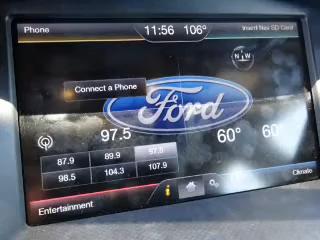 Phone 11:56 106° Insert Nav SD Card
N W
Connect a Phone
Ford
97.5 60° 60°
87.9 89.9 97.5
98.5 104.3 107.9
Entertainment i Climate